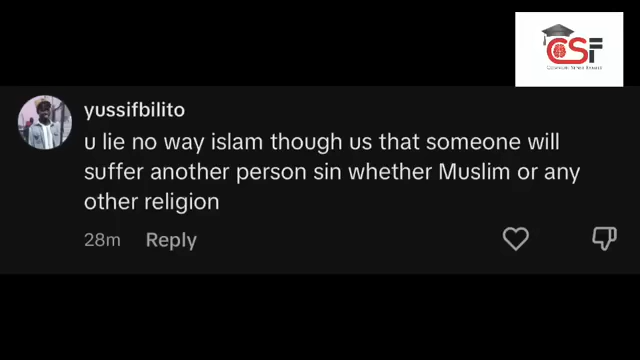 CSF
yussifbilito
u lie no way islam though us that someone will
suffer another person sin whether Muslim or any
other religion
28m Reply